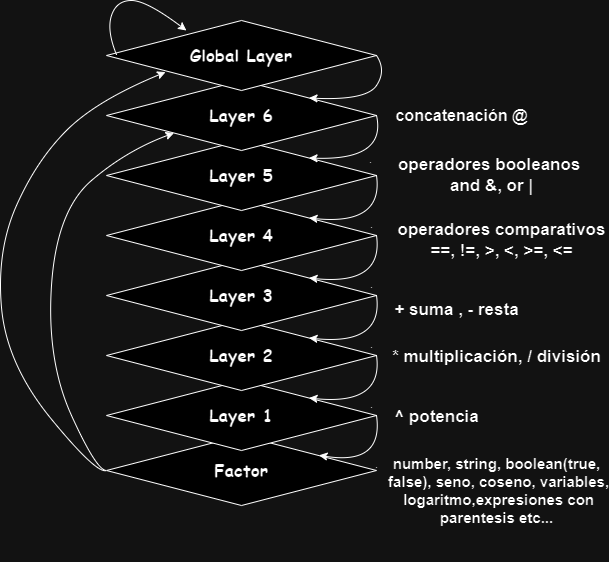 Global Layer
Layer 6
concatenación @
Layer 5
operadores booleanos
and &, or |
Layer 4
operadores comparativos
==, !=, >, <, >=, <=
Layer 3
+ suma , - resta
Layer 2
* multiplicación, / división
Layer 1
^ potencia
Factor
number, string, boolean(true,
false), seno, coseno, variables,
logaritmo,expresiones con
parentesis etc...